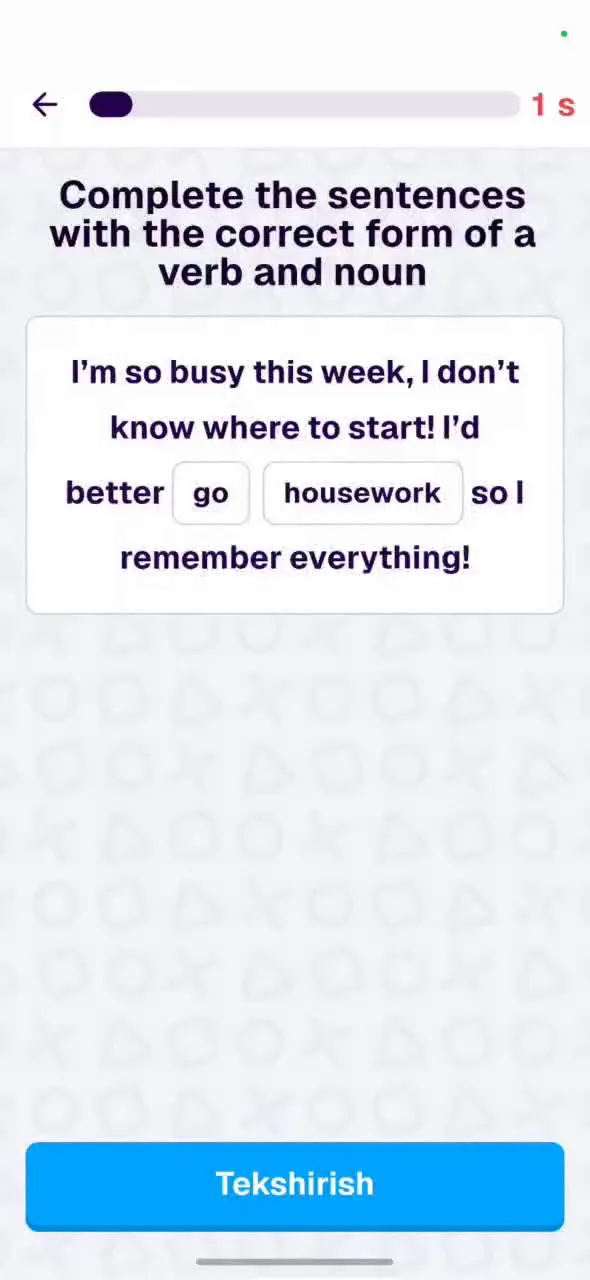 1 s
Complete the sentences
with the correct form of a
verb and noun
I'm so busy this week, I don't
know where to start! I'd
better go housework so I
remember everything!
Tekshirish